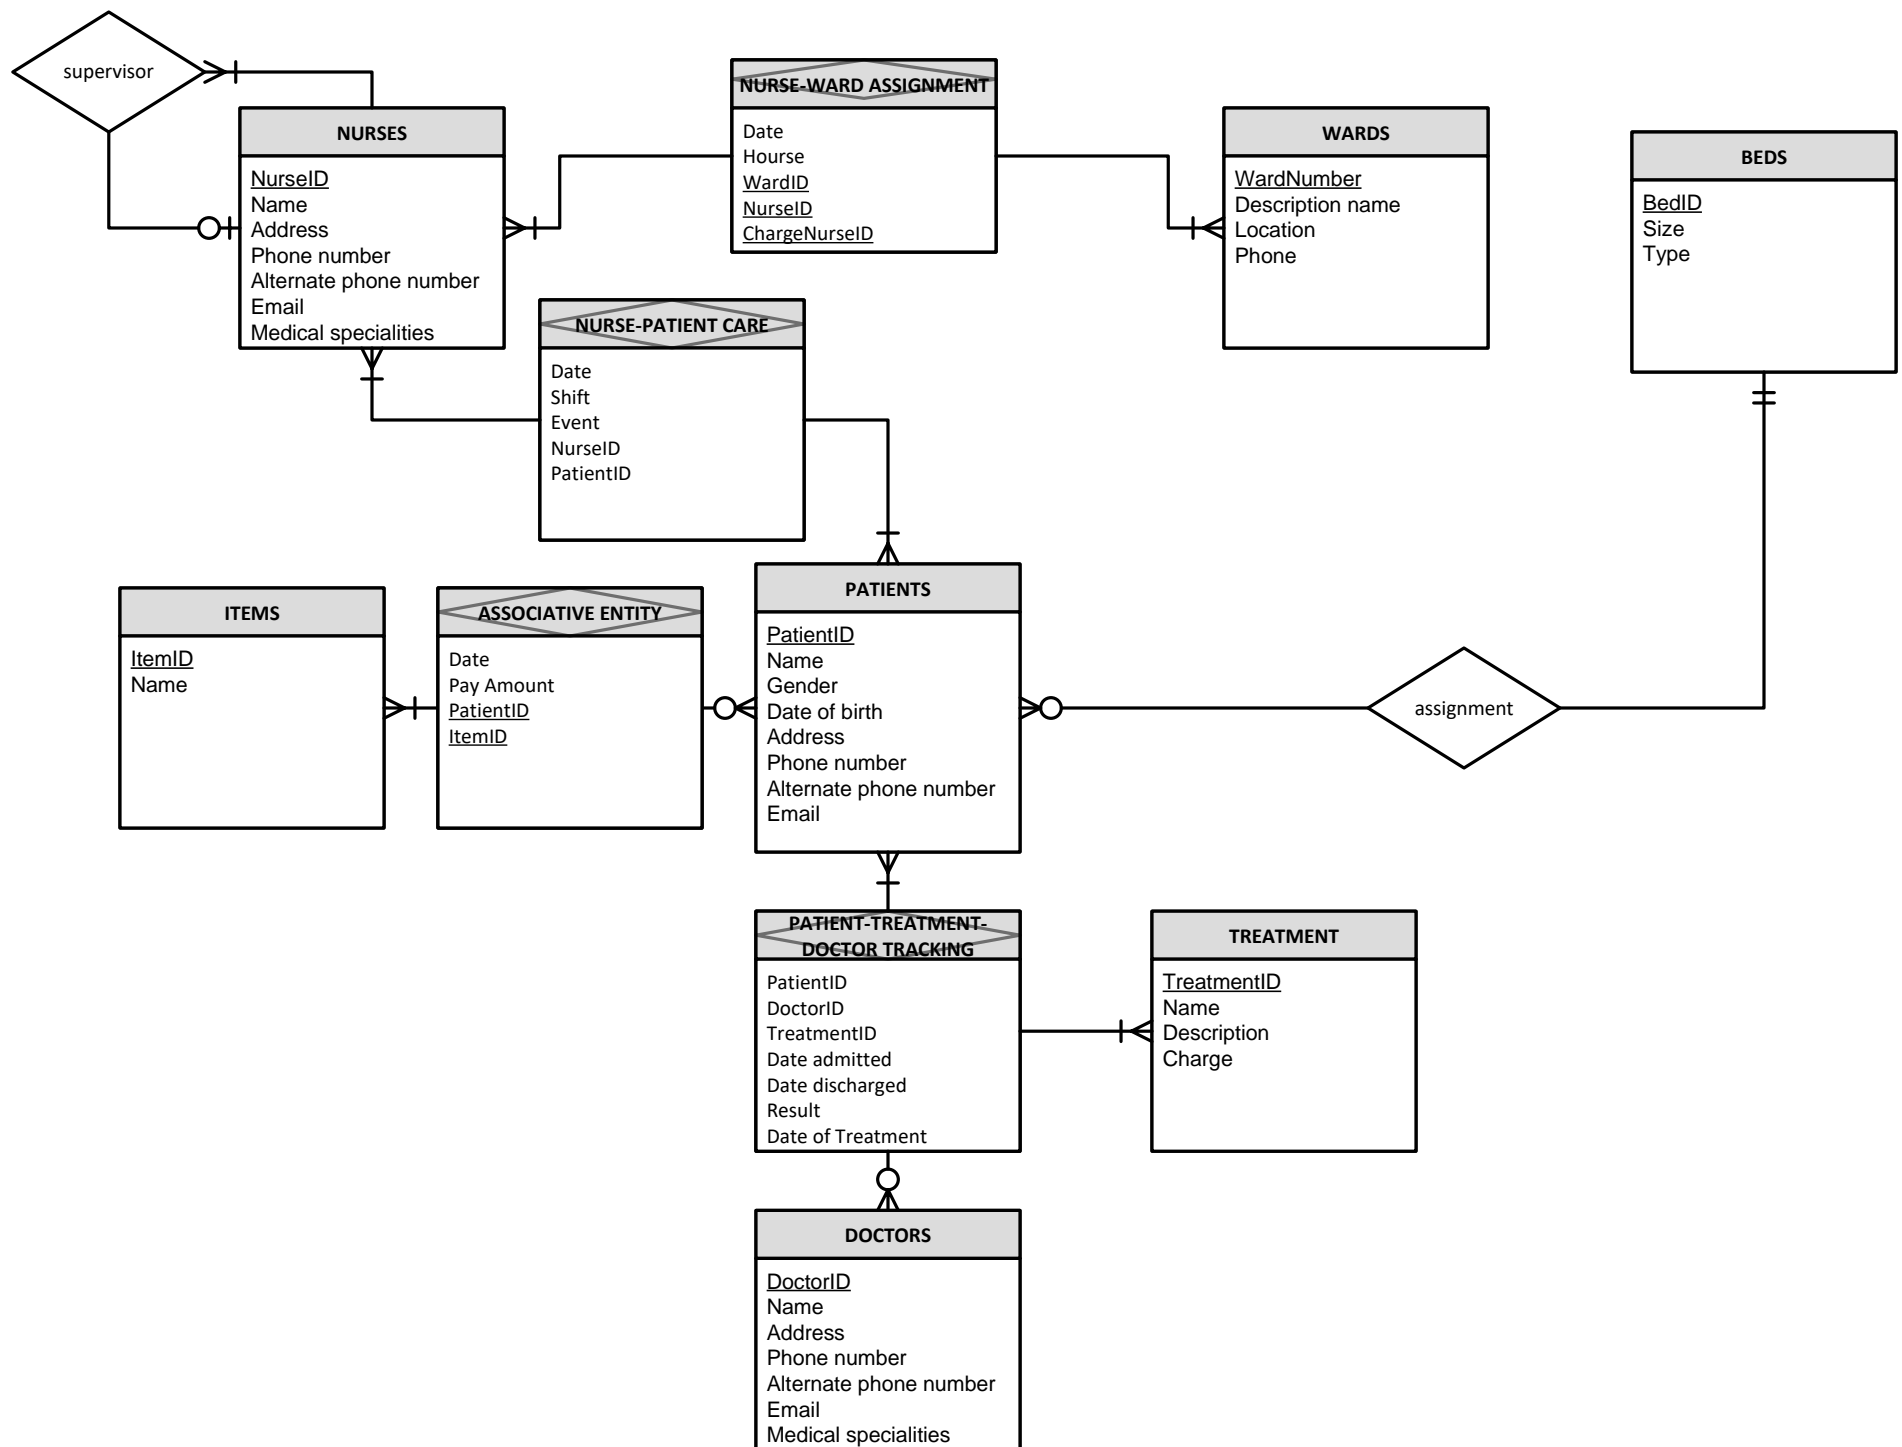 supervisor
NURSES
NurseID
Name
Address
Phone number
Alternate phone number
Email
Medical specialities
NURSE-WARD ASSIGNMENT
Date
Hourse
WardID
NurseID
ChargeNurseID
WARDS
WardNumber
Description name
Location
Phone
BEDS
BedID
Size
Type
NURSE-PATIENT CARE
Date
Shift
Event
NurseID
PatientID
ITEMS
ItemID
Name
ASSOCIATIVE ENTITY
Date
Pay Amount
PatientID
ItemID
PATIENTS
PatientID
Name
Gender
Date of birth
Address
Phone number
Alternate phone number
Email
assignment
PATIENT-TREATMENT-
DOCTOR TRACKING
PatientID
DoctorID
TreatmentID
Date admitted
Date discharged
Result
Date of Treatment
TREATMENT
TreatmentID
Name
Description
Charge
DOCTORS
DoctorID
Name
Address
Phone number
Alternate phone number
Email
Medical specialities